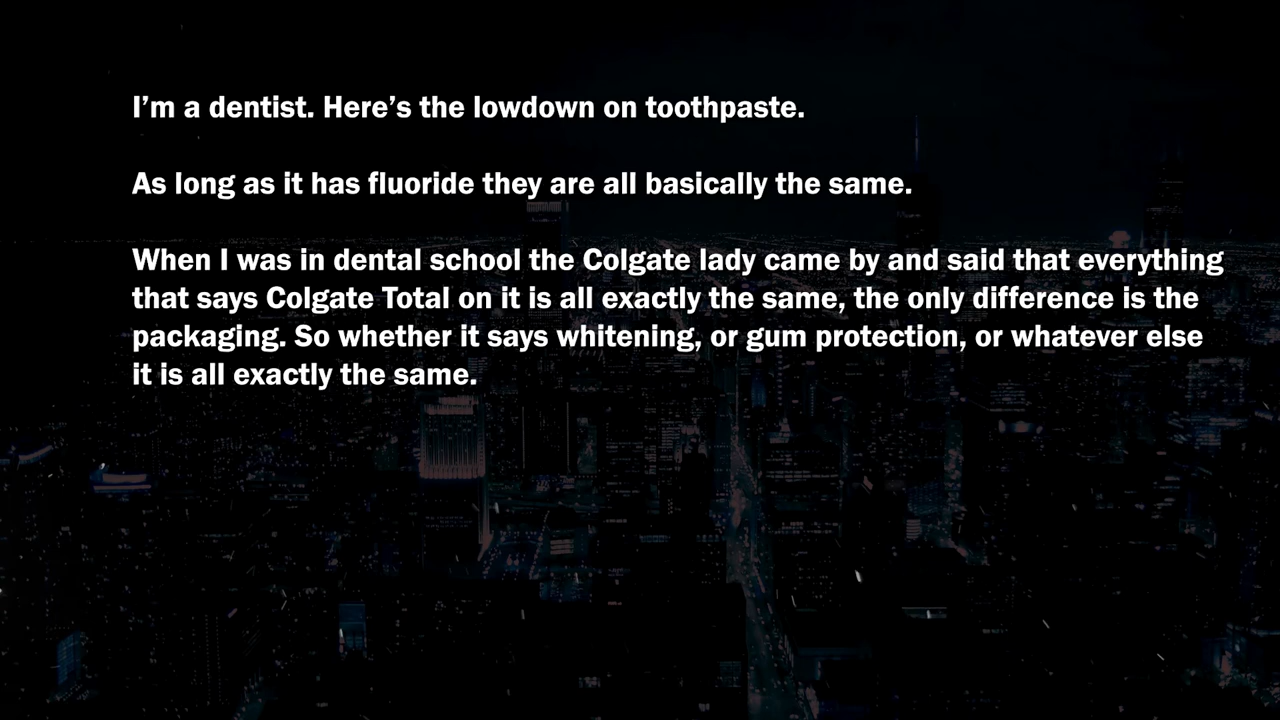 I’m a dentist. Here’s the lowdown on toothpaste.
As long as it has fluoride they are all basically the same.
When I was in dental school the Colgate lady came by and said that everything
that says Colgate Total on it is all exactly the same, the only difference is the
packaging. So whether it says whitening, or gum protection, or whatever else
it is all exactly the same.